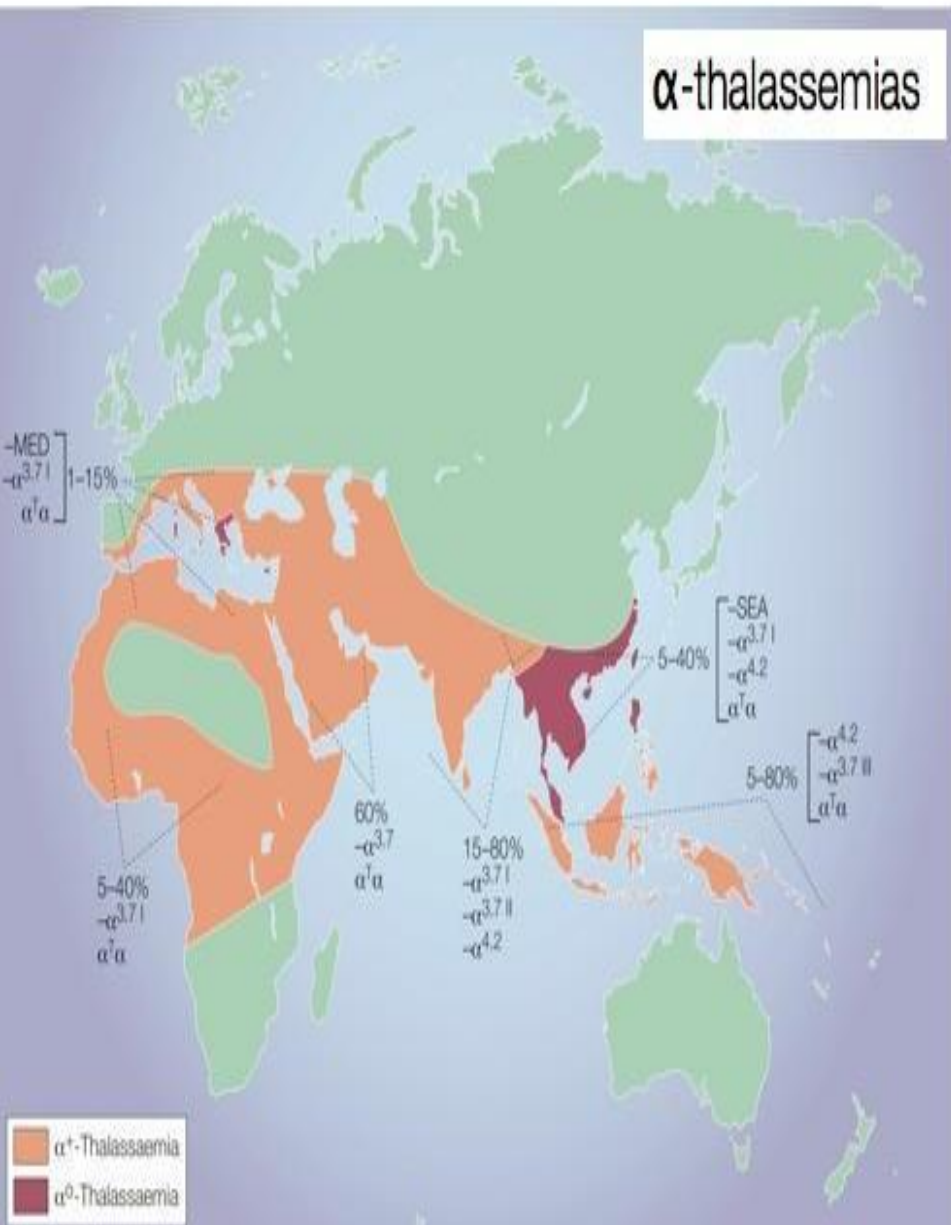 α-thalassemias
–MED
-α³·⁷ ᴵ
αᵀα
1–15%
–SEA
-α³·⁷ ᴵ
-α⁴·²
αᵀα
5–40%
-α⁴·²
-α³·⁷ ᴵᴵᴵ
αᵀα
5–80%
60%
-α³·⁷
αᵀα
15–80%
-α³·⁷ ᴵ
-α³·⁷ ᴵᴵ
-α⁴·²
5–40%
-α³·⁷ ᴵ
αᵀα
α⁺-Thalassaemia
α⁰-Thalassaemia